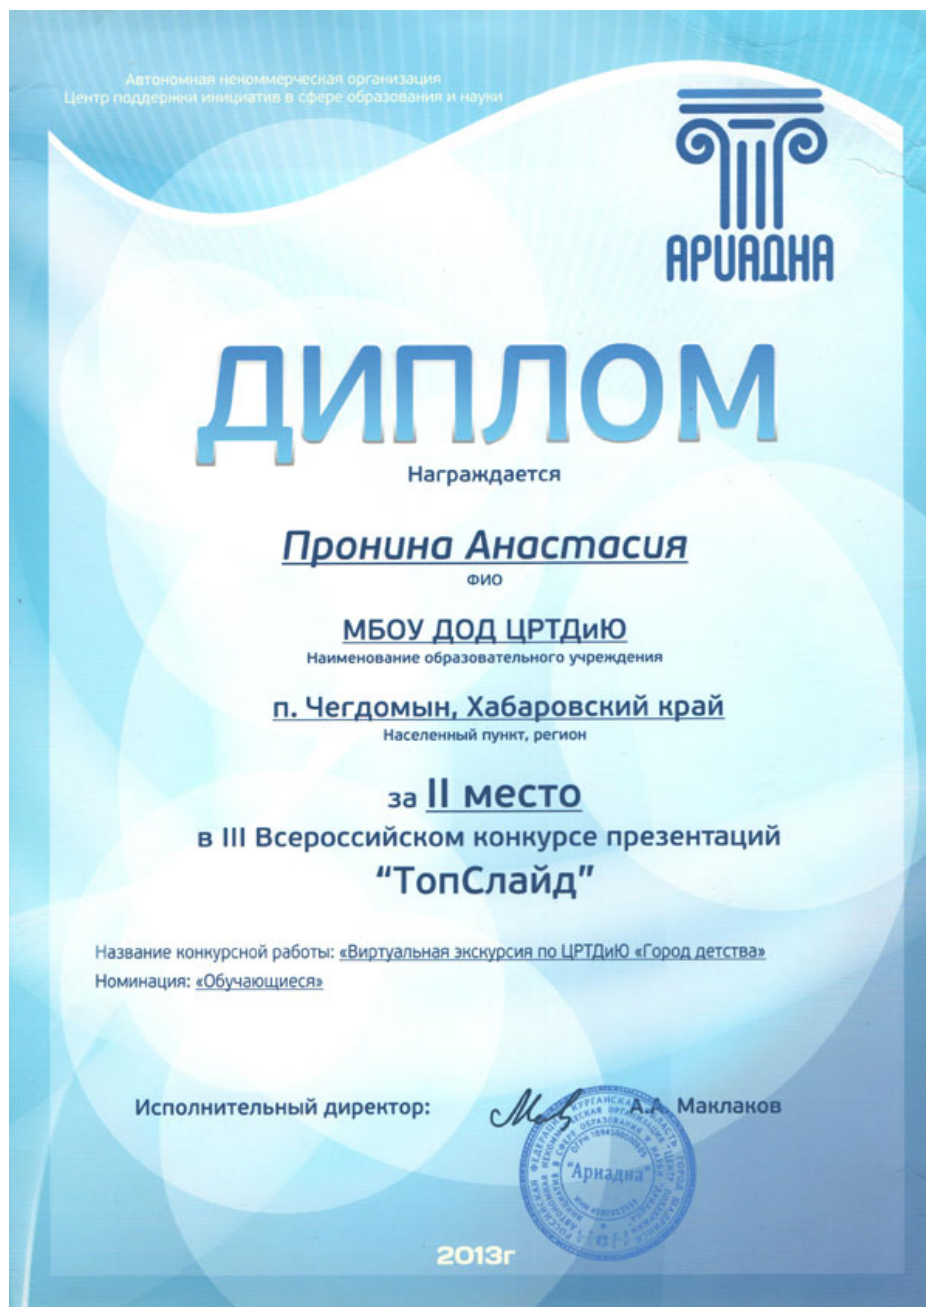 Автономная некоммерческая организация
Центр поддержки инициатив в сфере образования и науки
АРИАДНА
ДИПЛОМ
Награждается
Пронина Анастасия
ФИО
МБОУ ДОД ЦРТДиЮ
Наименование образовательного учреждения
п. Чегдомын, Хабаровский край
Населенный пункт, регион
за II место
в III Всероссийском конкурсе презентаций
“ТопСлайд”
Название конкурсной работы: «Виртуальная экскурсия по ЦРТДиЮ «Город детства»
Номинация: «Обучающиеся»
Исполнительный директор:
А.А. Маклаков
"Ариадна"
2013г